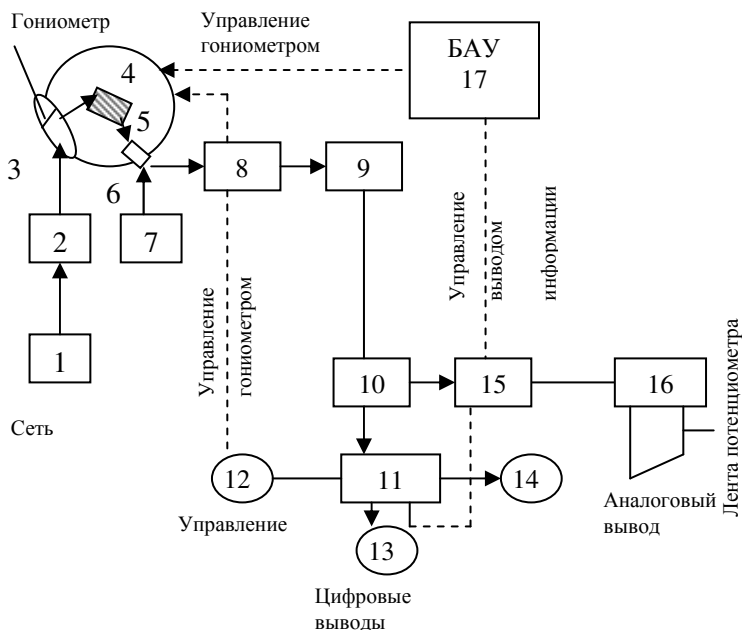 Гониометр
Управление
гониометром
БАУ
17
4
5
3
6
8
9
2
7
Управление
гониометром
Управление
выводом
информации
1
10
15
16
Сеть
12
11
14
Управление
13
Аналоговый
вывод
Лента потенциометра
Цифровые
выводы